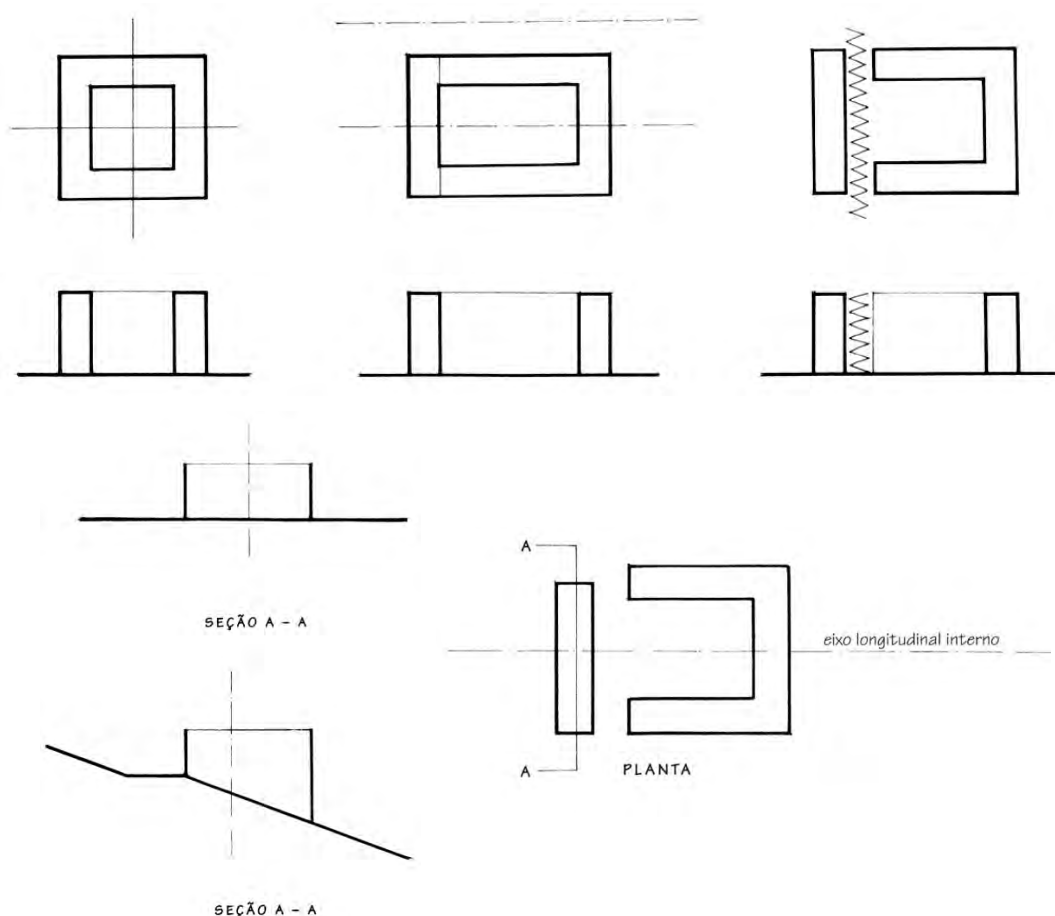 SEÇÃO A – A
A
eixo longitudinal interno
A
PLANTA
SEÇÃO A – A